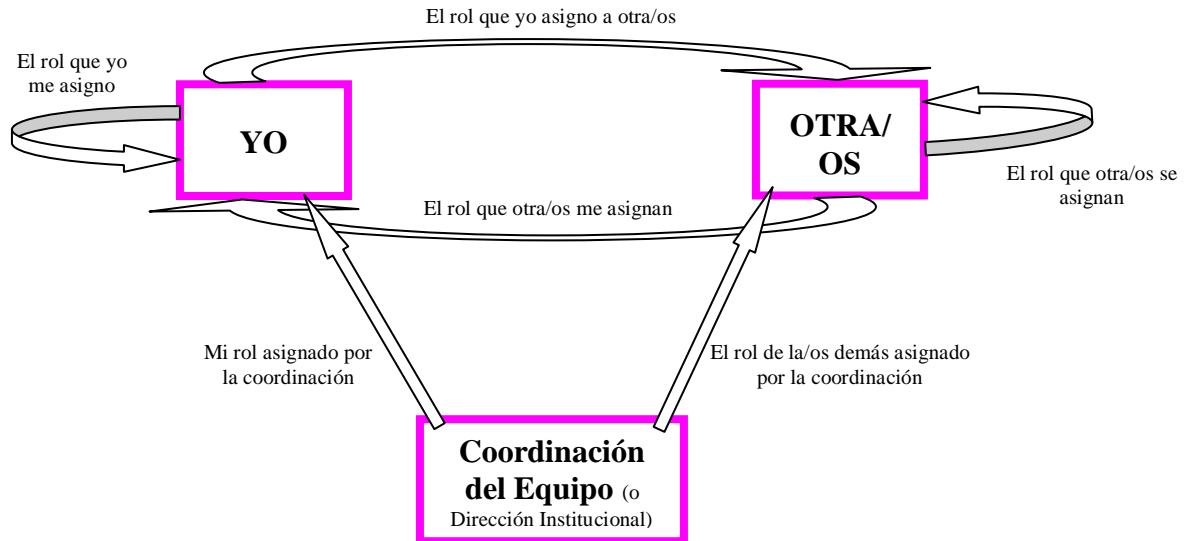 El rol que yo asigno a otra/os
El rol que yo
me asigno
YO
OTRA/
OS
El rol que otra/os se
asignan
El rol que otra/os me asignan
Mi rol asignado por
la coordinación
El rol de la/os demás asignado
por la coordinación
Coordinación
del Equipo (o
Dirección Institucional)